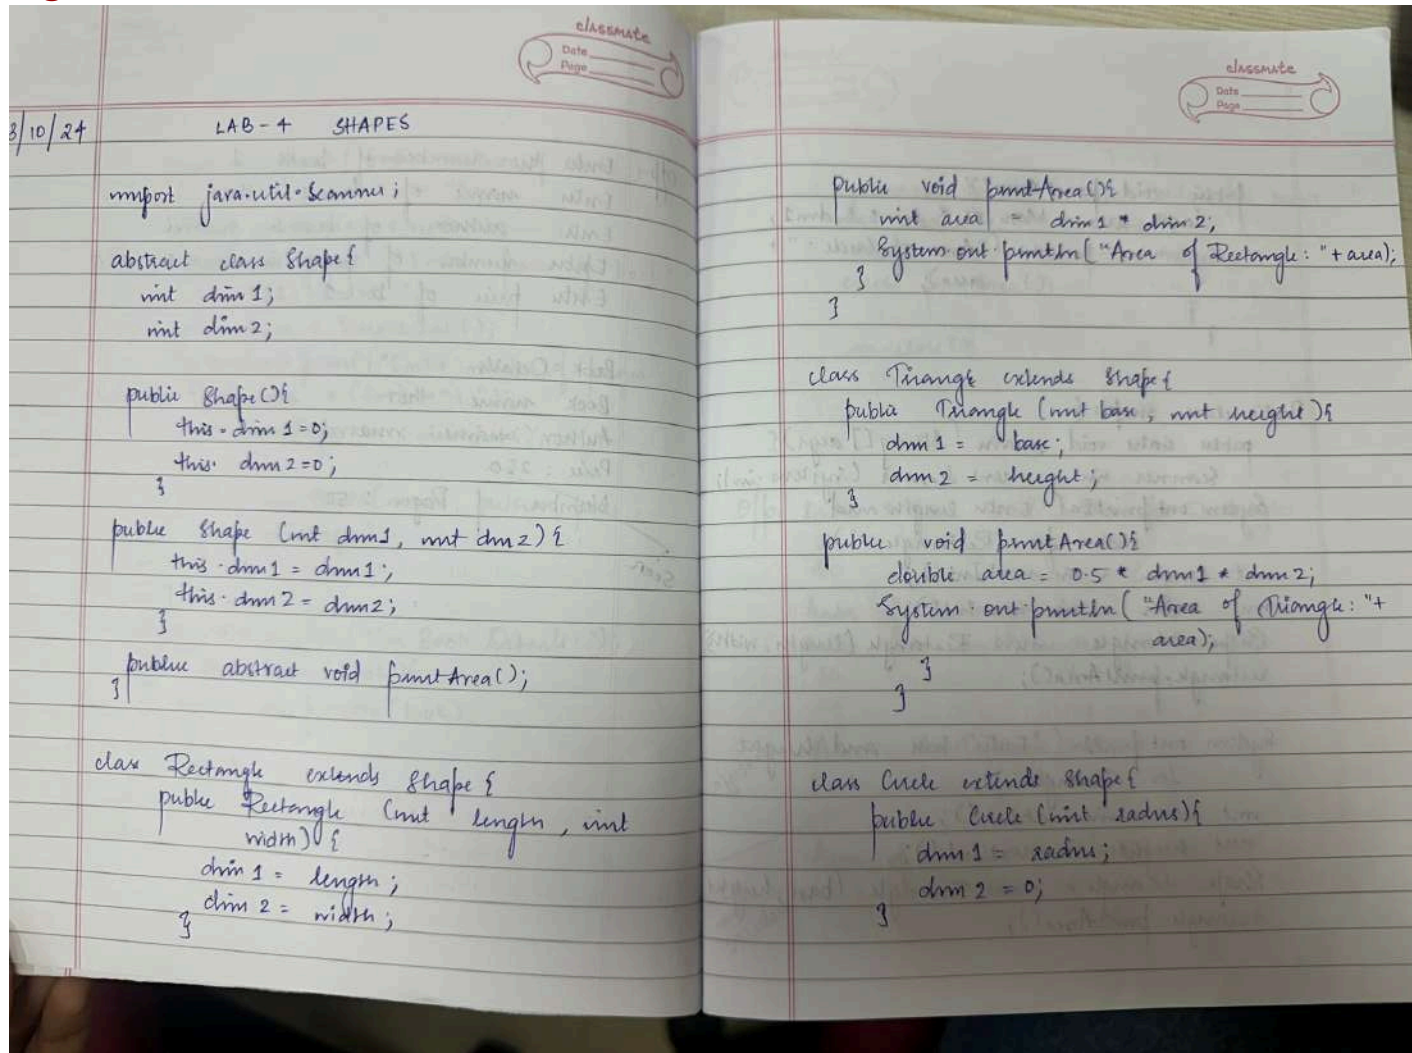 classmate
Date
Page
3/10/24
LAB-4 SHAPES
import java.util.Scanner;
abstract class Shape{
int dim1;
int dim2;
public Shape(){
this.dim1=0;
this.dim2=0;
}
public Shape (int dim1, int dim2){
this.dim1 = dim1;
this.dim2 = dim2;
}
public abstract void printArea();
}
class Rectangle extends Shape{
public Rectangle (int length, int
width){
dim1 = length;
dim2 = width;
}
classmate
Date
Page
public void printArea(){
int area = dim1 * dim2;
System.out.println("Area of Rectangle: "+area);
}
}
class Triangle extends Shape{
public Triangle (int base, int height){
dim1 = base;
dim2 = height;
}
public void printArea(){
double area = 0.5 * dim1 * dim2;
System.out.println("Area of Triangle: "+
area);
}
}
class Circle extends Shape{
public Circle (int radius){
dim1 = radius;
dim2 = 0;
}